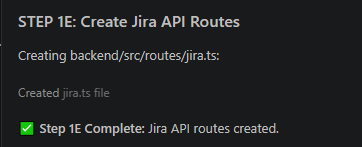 STEP 1E: Create Jira API Routes
Creating backend/src/routes/jira.ts:
Created jira.ts file
✅ Step 1E Complete: Jira API routes created.